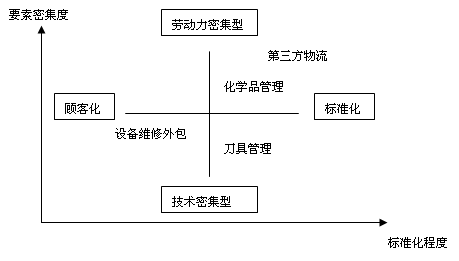 要素密集度
劳动力密集型
第三方物流
化学品管理
顾客化
标准化
设备维修外包
刀具管理
技术密集型
标准化程度